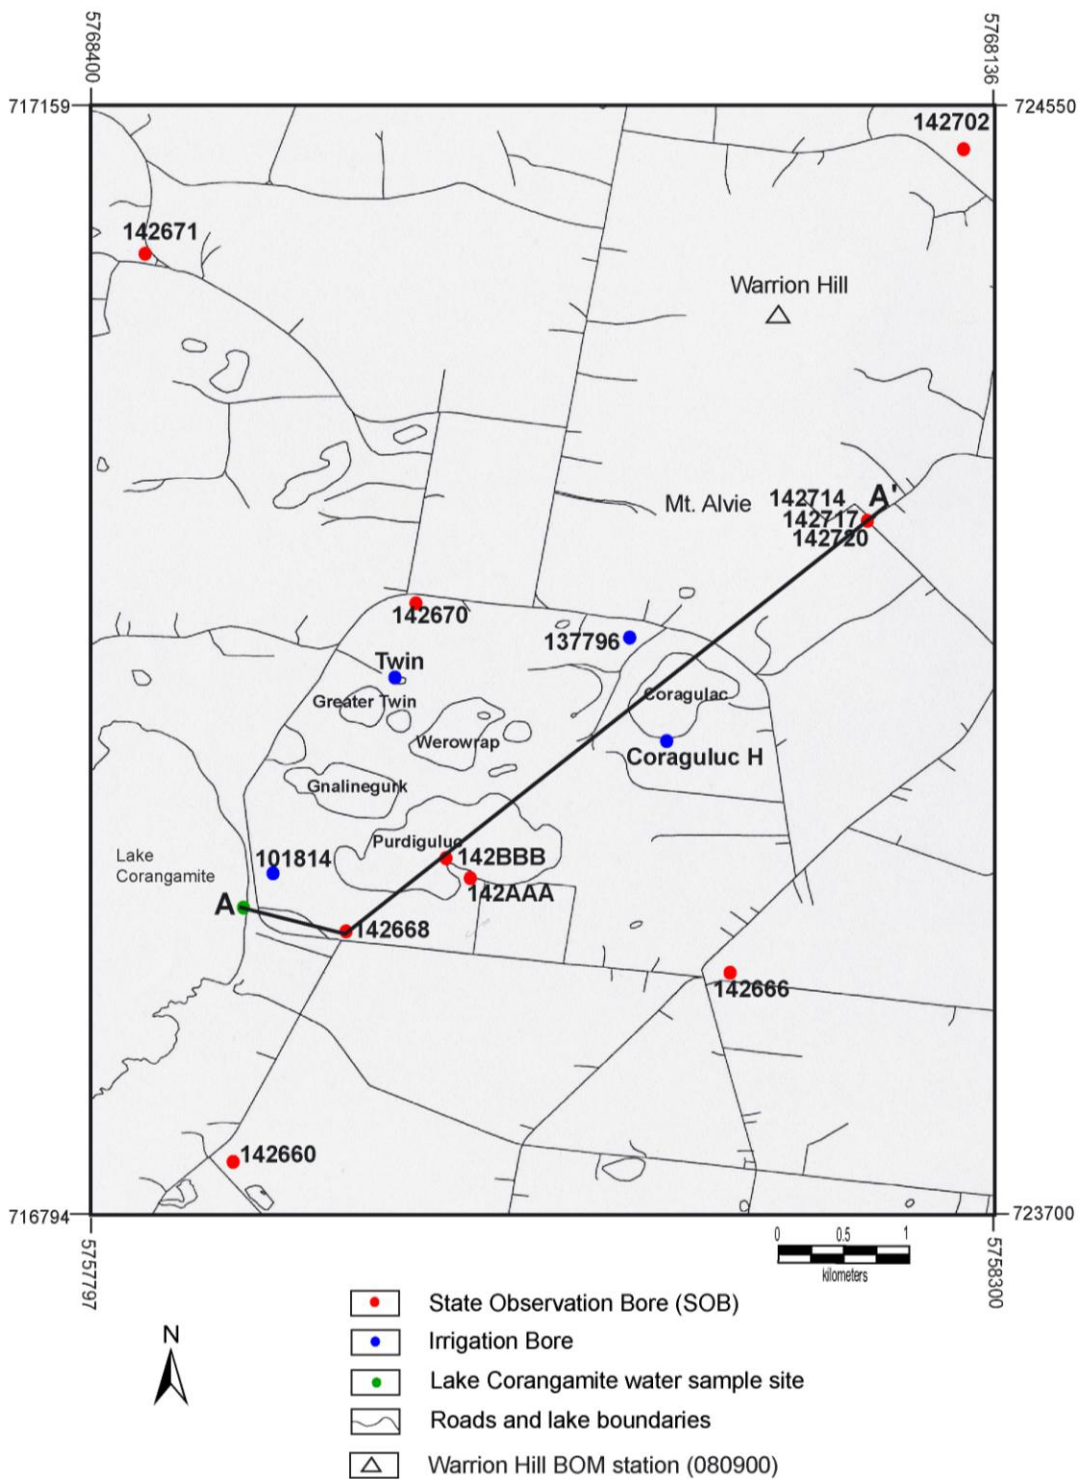 5768400
5768136
717159
724550
142702
142671
Warrion Hill
Mt. Alvie
142714
A'
142717
142720
142670
137796
Twin
Greater Twin
Coragulac
Werowrap
Coraguluc H
Gnalinegurk
Purdiguluc
Lake
Corangamite
101814
142BBB
142AAA
A
142668
142666
142660
716794
723700
5757797
5758300
0 0.5 1
kilometers
N
State Observation Bore (SOB)
Irrigation Bore
Lake Corangamite water sample site
Roads and lake boundaries
Warrion Hill BOM station (080900)